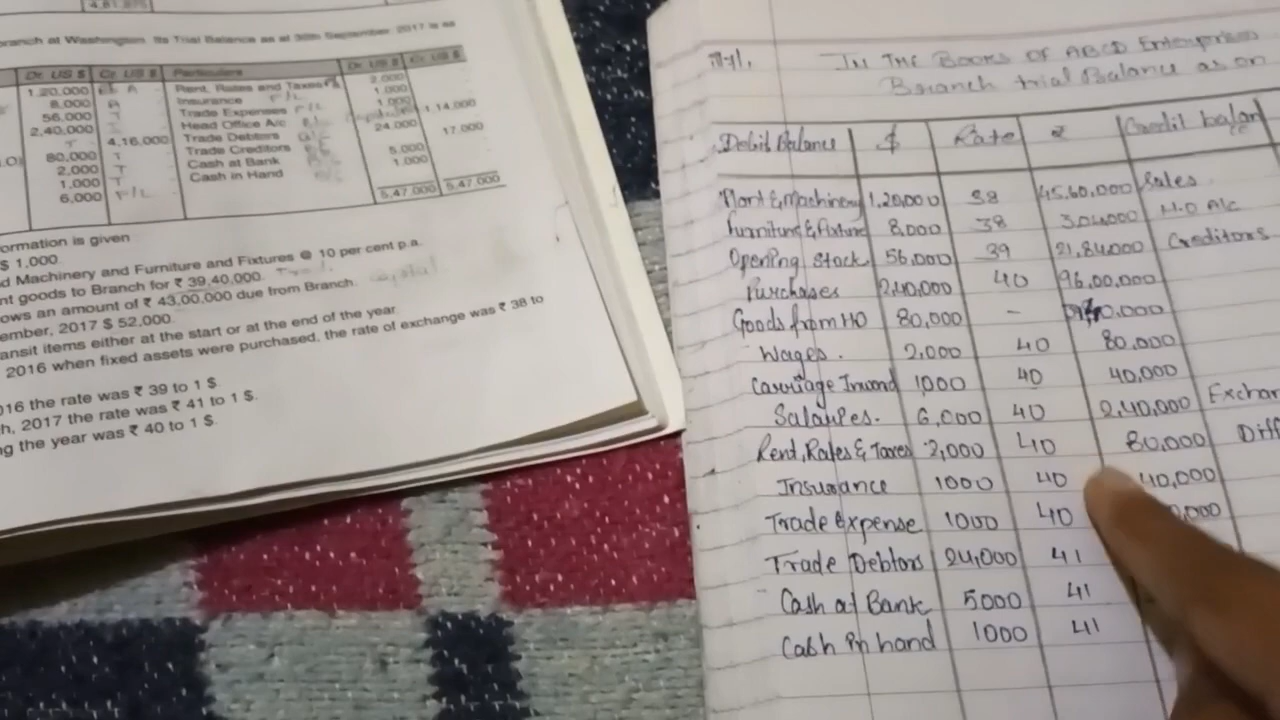 4,81,875
ranch at Washington. Its Trial Balance as at 30th September, 2017 is as
Dr. US $ Cr. US $ Particulars Dr. US $ Cr. US $
1,20,000 Rent, Rates and Taxes 2,000
8,000 Insurance 1,000
56,000 Trade Expenses 1,000
2,40,000 Head Office A/c 1,14,000
4,16,000 Trade Debtors 24,000
80,000 Trade Creditors 17,000
2,000 Cash at Bank 5,000
1,000 Cash in Hand 1,000
6,000
5,47,000 5,47,000
ormation is given
$ 1,000.
d Machinery and Furniture and Fixtures @ 10 per cent p.a.
nt goods to Branch for ₹ 39,40,000.
ows an amount of ₹ 43,00,000 due from Branch.
ember, 2017 $ 52,000.
ansit items either at the start or at the end of the year.
2016 when fixed assets were purchased, the rate of exchange was ₹ 38 to
016 the rate was ₹ 39 to 1 $.
h, 2017 the rate was ₹ 41 to 1 $.
ng the year was ₹ 40 to 1 $.
In The Books Of ABCD Enterprises
Branch trial Balance as on
Debit Balance $ Rate ₹ Credit balan
Plant & Machinery 1,20,000 38 45,60,000 Sales
Furniture & Fixture 8,000 38 3,04,000 H.O A/c
Opening Stock 56,000 39 21,84,000 Creditors
Purchases 2,40,000 40 96,00,000
Goods from HO 80,000 -
Wages. 2,000 40 80,000
Carriage Inward 1000 40 40,000
Salaries. 6,000 40 2,40,000 Exchan
Rent, Rates & Taxes 2,000 40 80,000 Diff
Insurance 1000 40 40,000
Trade Expense 1000 40 0,000
Trade Debtors 24,000 41
Cash at Bank 5000 41
Cash in hand 1000 41